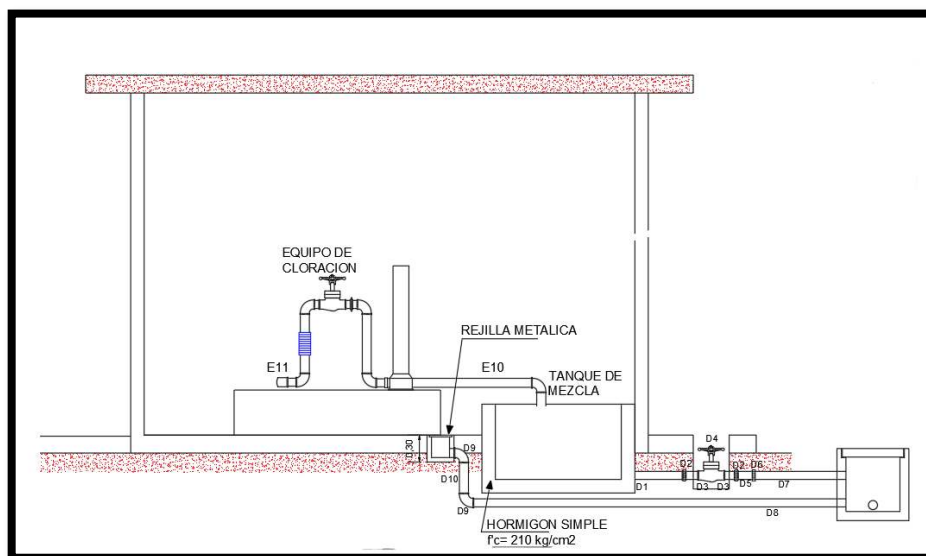 EQUIPO DE
CLORACION
REJILLA METALICA
E11
E10
TANQUE DE
MEZCLA
0,30
D9
D10
D9
D1
D2
D3
D4
D3
D2
D5
D6
D7
D8
HORMIGON SIMPLE
f'c= 210 kg/cm2